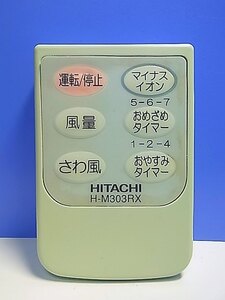 運転/停止
マイナス
イオン
5-6-7
風量
おめざめ
タイマー
1-2-4
さわ風
おやすみ
タイマー
HITACHI
H-M303RX